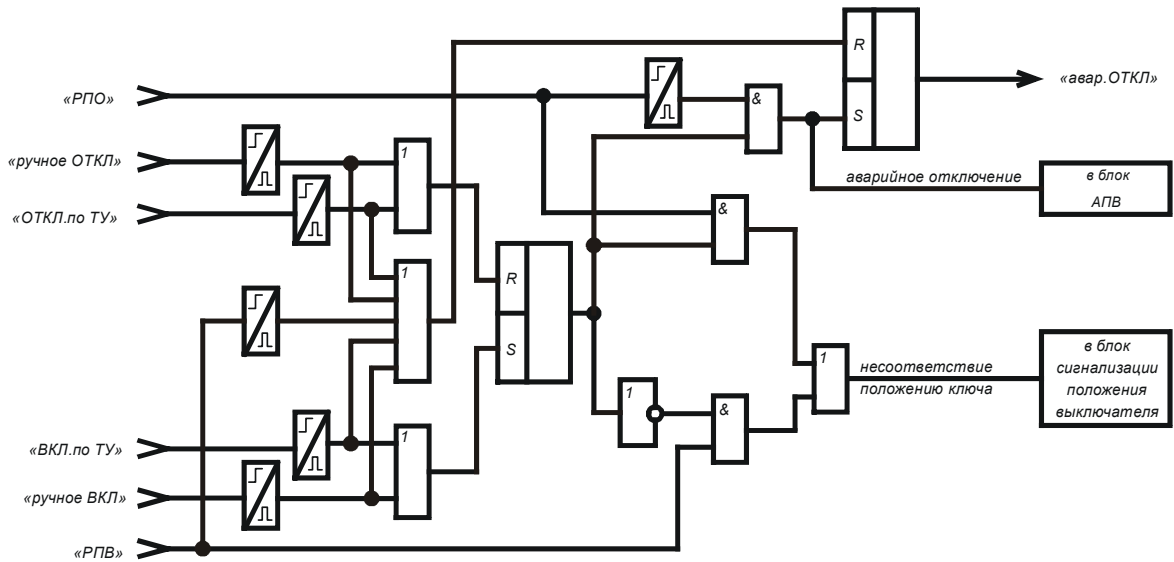 R
«РПО»
&
«авар.ОТКЛ»
S
«ручное ОТКЛ»
1
аварийное отключение
в блок
АПВ
«ОТКЛ.по ТУ»
&
1
R
S
в блок
сигнализации
положения
выключателя
1
несоответствие
положению ключа
1
&
«ВКЛ.по ТУ»
1
«ручное ВКЛ»
«РПВ»